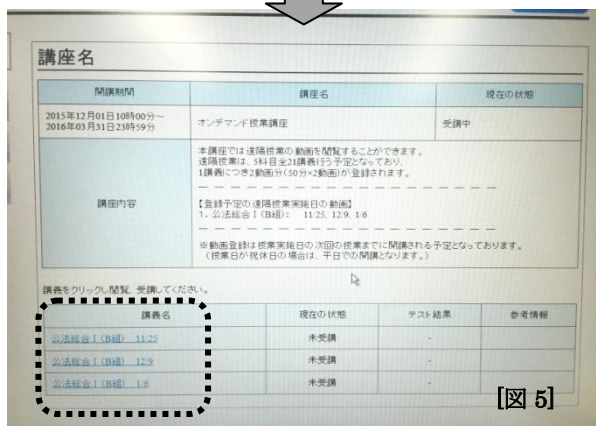 講座名
開講期間 講座名 現在の状態
2015年12月01日10時00分～
2016年03月31日23時59分
オンデマンド授業講座 受講中
講座内容
本講座では遠隔授業の動画を閲覧することができます。
遠隔授業は、5科目全21講義行う予定となっており、
1講義につき2動画分(50分×2動画)が登録されます。
【登録予定の遠隔授業実施日の動画】
1. 公法総合Ⅰ(B組): 11/25, 12/9, 1/6
※動画登録は授業実施日の次回の授業までに開講される予定となっております。
(授業日が祝休日の場合は、平日での開講となります。)
講義をクリックし閲覧、受講してください。
講義名 現在の状態 テスト結果 参考情報
公法総合Ⅰ(B組) 11/25 未受講 -
公法総合Ⅰ(B組) 12/9 未受講 -
公法総合Ⅰ(B組) 1/6 未受講 -
[図 5]